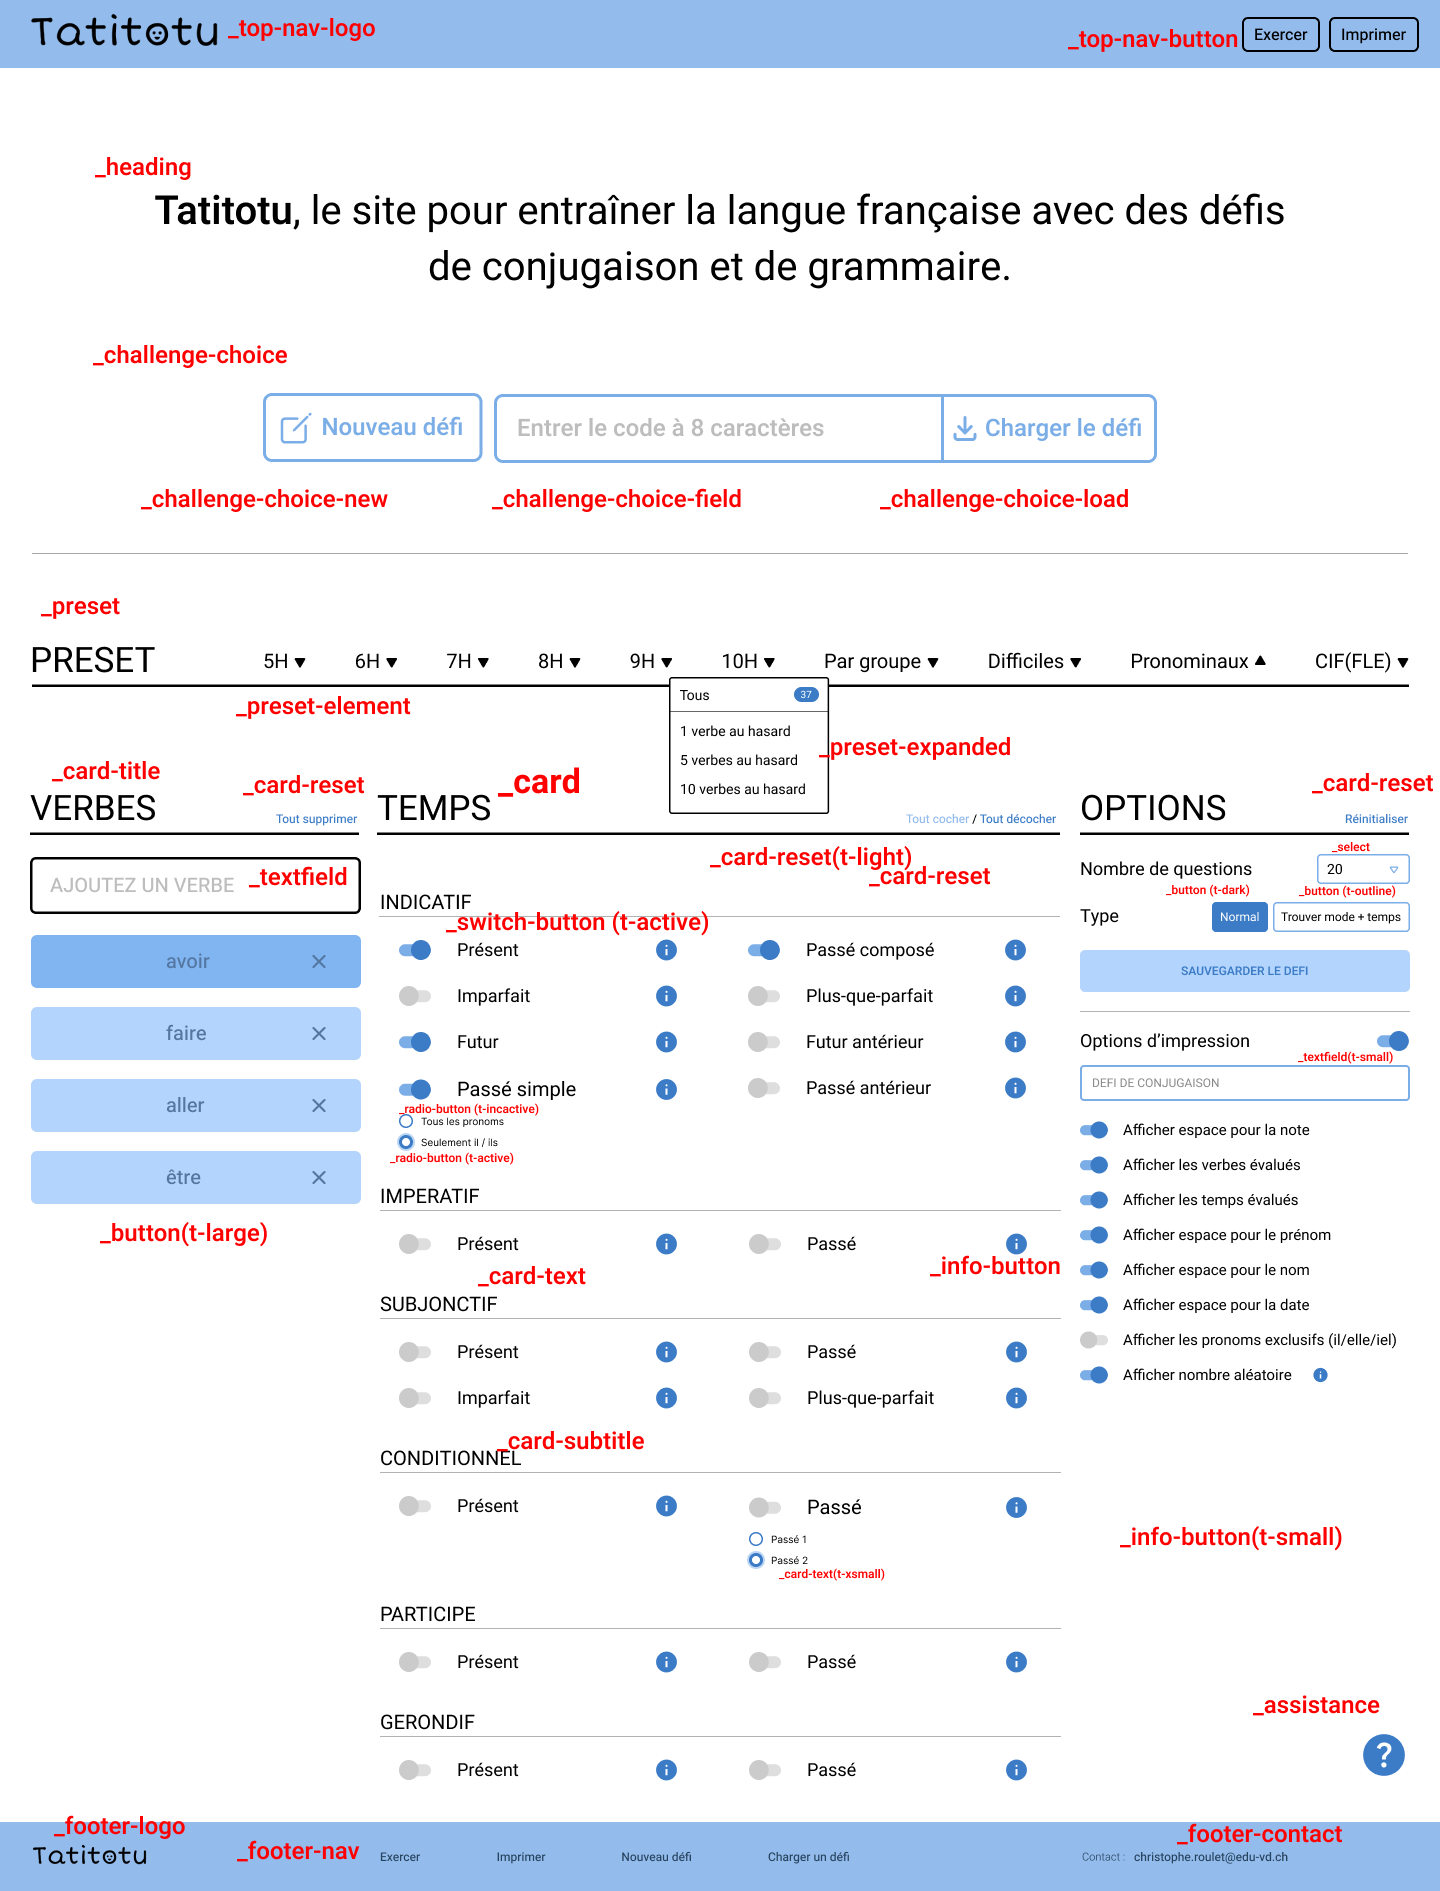 Tatitotu _top-nav-logo _top-nav-button Exercer Imprimer
_heading
Tatitotu, le site pour entraîner la langue française avec des défis
de conjugaison et de grammaire.
_challenge-choice
Nouveau défi Entrer le code à 8 caractères Charger le défi
_challenge-choice-new _challenge-choice-field _challenge-choice-load
_preset
PRESET 5H 6H 7H 8H 9H 10H Par groupe Difficiles Pronominaux CIF(FLE)
_preset-element
Tous 37
1 verbe au hasard
5 verbes au hasard
10 verbes au hasard
_preset-expanded
_card-title _card-reset
VERBES Tout supprimer
AJOUTEZ UN VERBE _textfield
avoir
faire
aller
être
_button(t-large)
TEMPS _card
Tout cocher / Tout décocher
_card-reset(t-light)
_card-reset
INDICATIF
_switch-button (t-active)
Présent Passé composé
Imparfait Plus-que-parfait
Futur Futur antérieur
Passé simple Passé antérieur
_radio-button (t-incactive)
Tous les pronoms
Seulement il / ils
_radio-button (t-active)
IMPERATIF
Présent Passé
_card-text _info-button
SUBJONCTIF
Présent Passé
Imparfait Plus-que-parfait
_card-subtitle
CONDITIONNEL
Présent Passé
Passé 1
Passé 2
_card-text(t-xsmall)
PARTICIPE
Présent Passé
GERONDIF
Présent Passé
_card-reset
OPTIONS Réinitialiser
_select
Nombre de questions 20
_button (t-dark) _button (t-outline)
Type Normal Trouver mode + temps
SAUVEGARDER LE DEFI
Options d’impression
_textfield(t-small)
DEFI DE CONJUGAISON
Afficher espace pour la note
Afficher les verbes évalués
Afficher les temps évalués
Afficher espace pour le prénom
Afficher espace pour le nom
Afficher espace pour la date
Afficher les pronoms exclusifs (il/elle/iel)
Afficher nombre aléatoire
_info-button(t-small)
_assistance
?
_footer-logo _footer-nav _footer-contact
Tatitotu Exercer Imprimer Nouveau défi Charger un défi Contact : christophe.roulet@edu-vd.ch